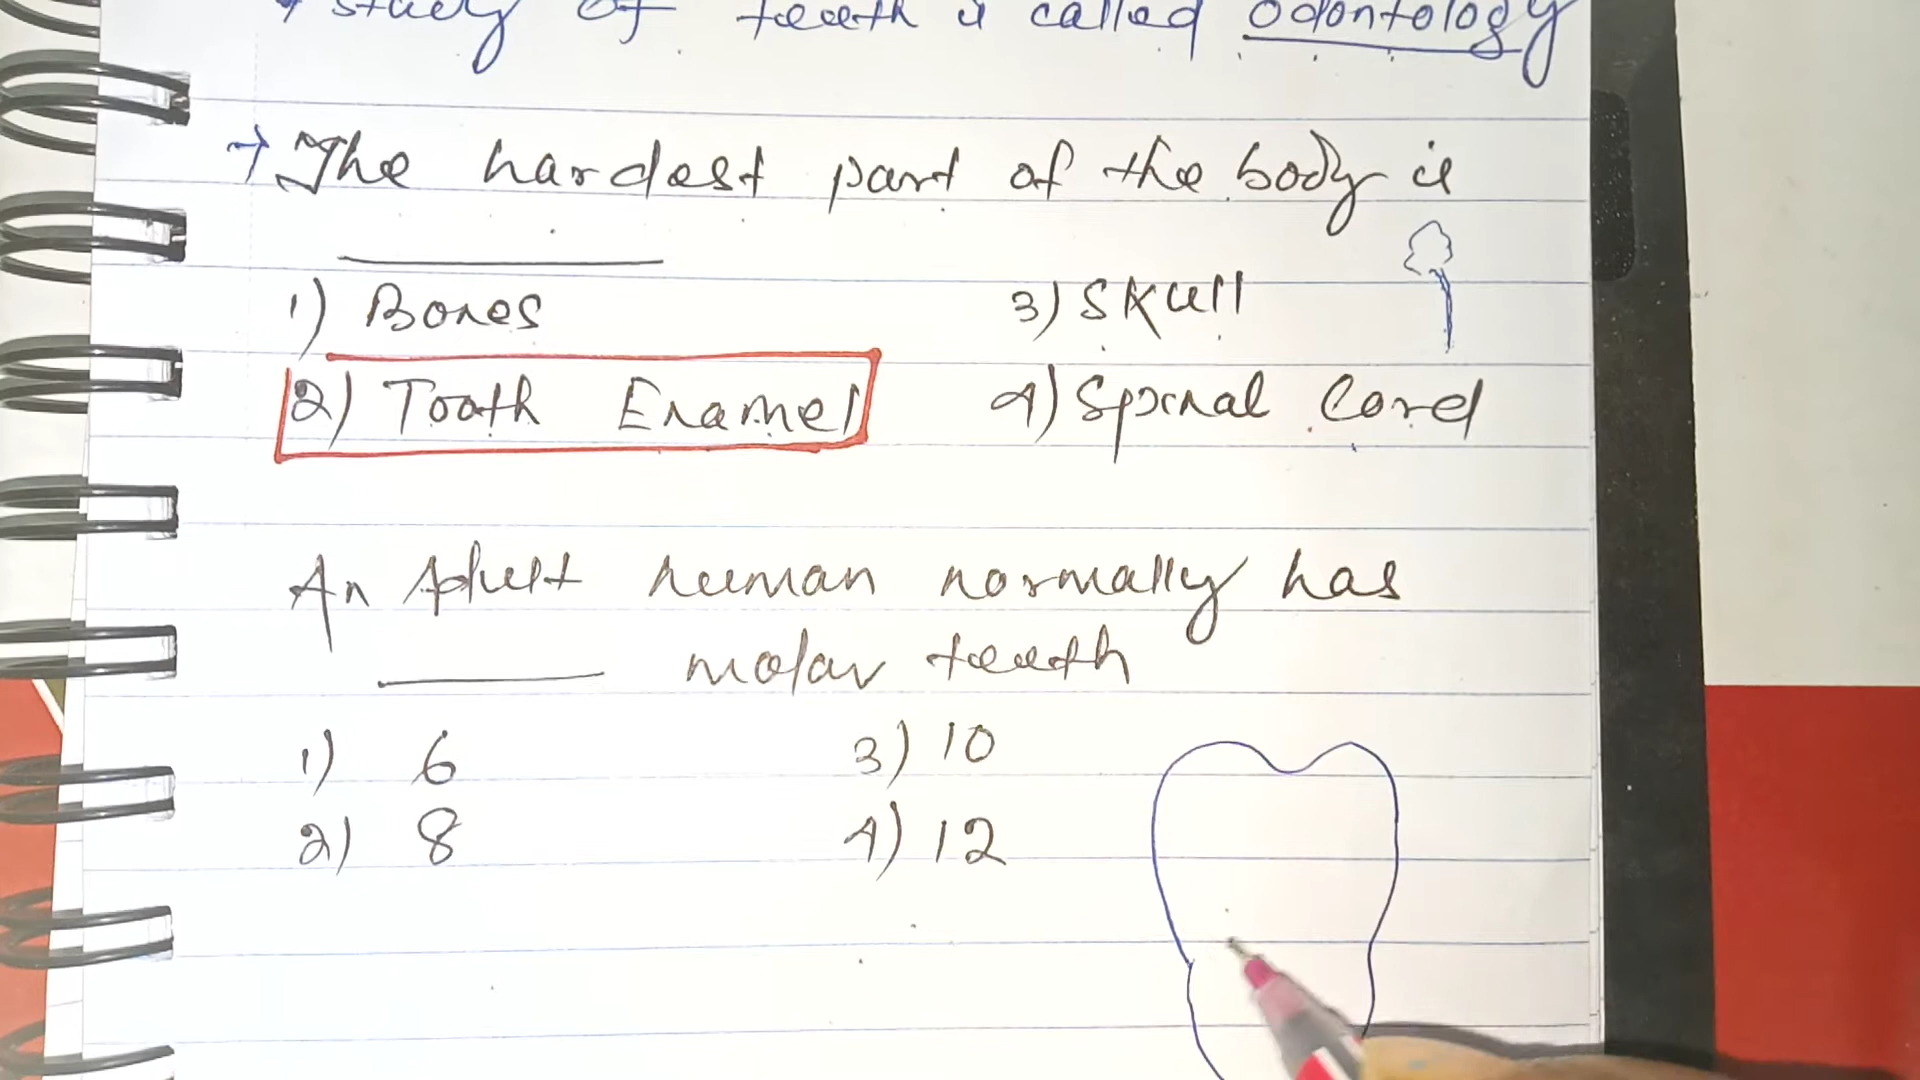 → study of teeth is called odontology
→ The hardest part of the body is
1) Bones
3) Skull
2) Tooth Enamel
4) Spinal Cord
An Adult human normally has
molar teeth
1) 6
3) 10
2) 8
4) 12